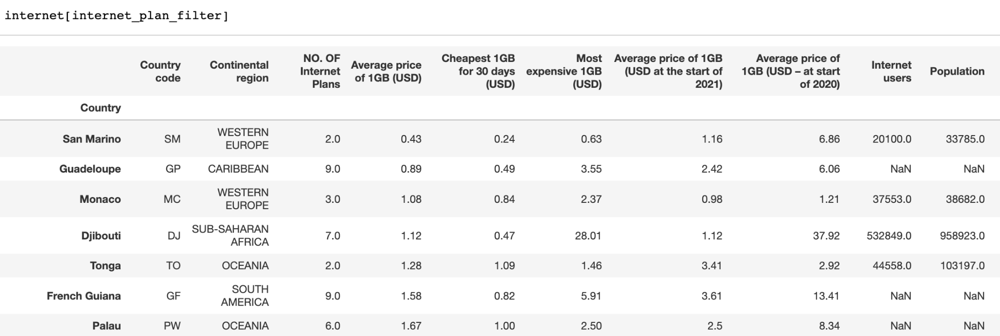 internet[internet_plan_filter]
Country code Continental region NO. OF Internet Plans Average price of 1GB (USD) Cheapest 1GB for 30 days (USD) Most expensive 1GB (USD) Average price of 1GB (USD at the start of 2021) Average price of 1GB (USD – at start of 2020) Internet users Population
Country
San Marino SM WESTERN EUROPE 2.0 0.43 0.24 0.63 1.16 6.86 20100.0 33785.0
Guadeloupe GP CARIBBEAN 9.0 0.89 0.49 3.55 2.42 6.06 NaN NaN
Monaco MC WESTERN EUROPE 3.0 1.08 0.84 2.37 0.98 1.21 37553.0 38682.0
Djibouti DJ SUB-SAHARAN AFRICA 7.0 1.12 0.47 28.01 1.12 37.92 532849.0 958923.0
Tonga TO OCEANIA 2.0 1.28 1.09 1.46 3.41 2.92 44558.0 103197.0
French Guiana GF SOUTH AMERICA 9.0 1.58 0.82 5.91 3.61 13.41 NaN NaN
Palau PW OCEANIA 6.0 1.67 1.00 2.50 2.5 8.34 NaN NaN